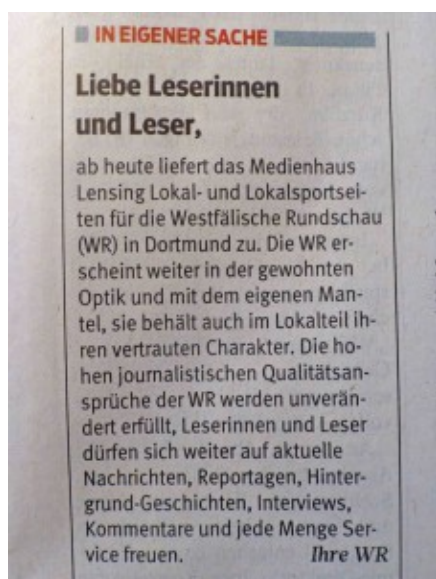 IN EIGENER SACHE
Liebe Leserinnen
und Leser,
ab heute liefert das Medienhaus
Lensing Lokal- und Lokalsportsei-
ten für die Westfälische Rundschau
(WR) in Dortmund zu. Die WR er-
scheint weiter in der gewohnten
Optik und mit dem eigenen Man-
tel, sie behält auch im Lokalteil ih-
ren vertrauten Charakter. Die ho-
hen journalistischen Qualitätsan-
sprüche der WR werden unverän-
dert erfüllt, Leserinnen und Leser
dürfen sich weiter auf aktuelle
Nachrichten, Reportagen, Hinter-
grund-Geschichten, Interviews,
Kommentare und jede Menge Ser-
vice freuen. Ihre WR